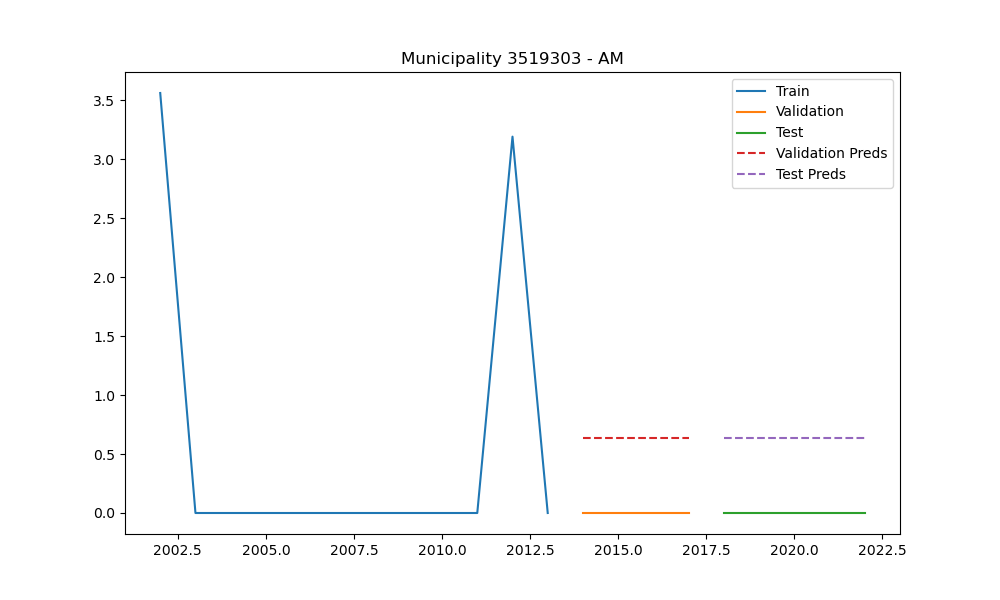 Municipality 3519303 - AM
Train
Validation
Test
Validation Preds
Test Preds
3.5
3.0
2.5
2.0
1.5
1.0
0.5
0.0
2002.5 2005.0 2007.5 2010.0 2012.5 2015.0 2017.5 2020.0 2022.5